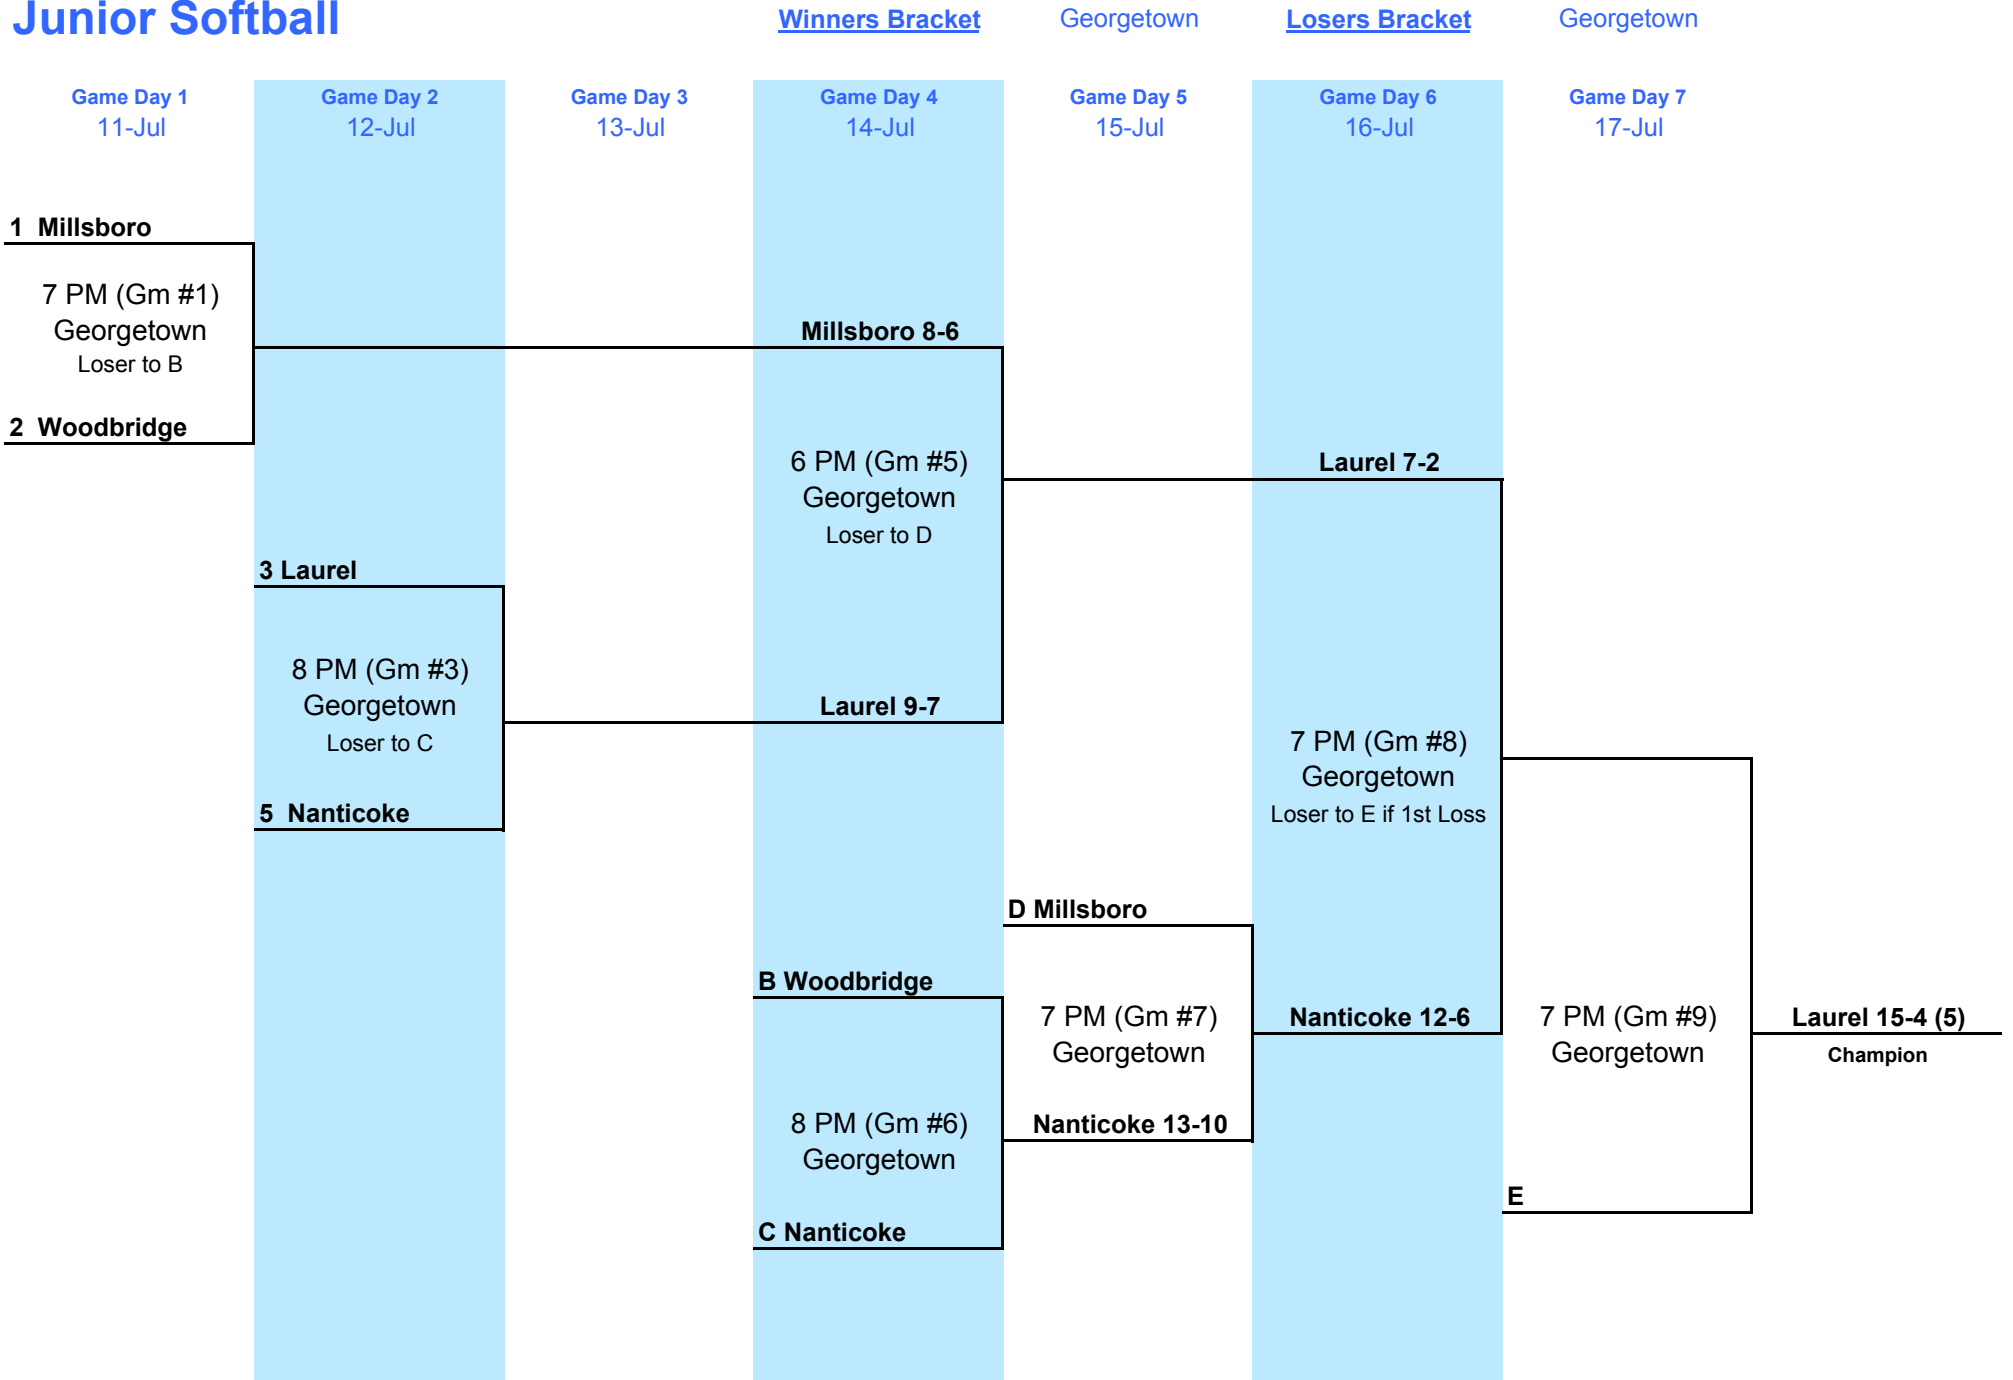 Junior Softball
Winners Bracket
Georgetown
Losers Bracket
Georgetown
Game Day 1
11-Jul
Game Day 2
12-Jul
Game Day 3
13-Jul
Game Day 4
14-Jul
Game Day 5
15-Jul
Game Day 6
16-Jul
Game Day 7
17-Jul
1 Millsboro
7 PM (Gm #1)
Georgetown
Loser to B
2 Woodbridge
3 Laurel
8 PM (Gm #3)
Georgetown
Loser to C
5 Nanticoke
Millsboro 8-6
6 PM (Gm #5)
Georgetown
Loser to D
Laurel 9-7
B Woodbridge
8 PM (Gm #6)
Georgetown
C Nanticoke
D Millsboro
7 PM (Gm #7)
Georgetown
Nanticoke 13-10
Laurel 7-2
7 PM (Gm #8)
Georgetown
Loser to E if 1st Loss
Nanticoke 12-6
7 PM (Gm #9)
Georgetown
E
Laurel 15-4 (5)
Champion